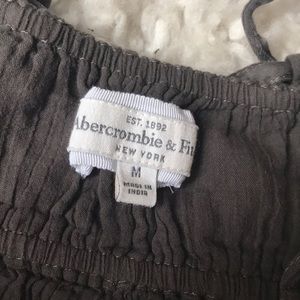 EST. 1892
Abercrombie & Fi
NEW YORK
M
MADE IN
INDIA